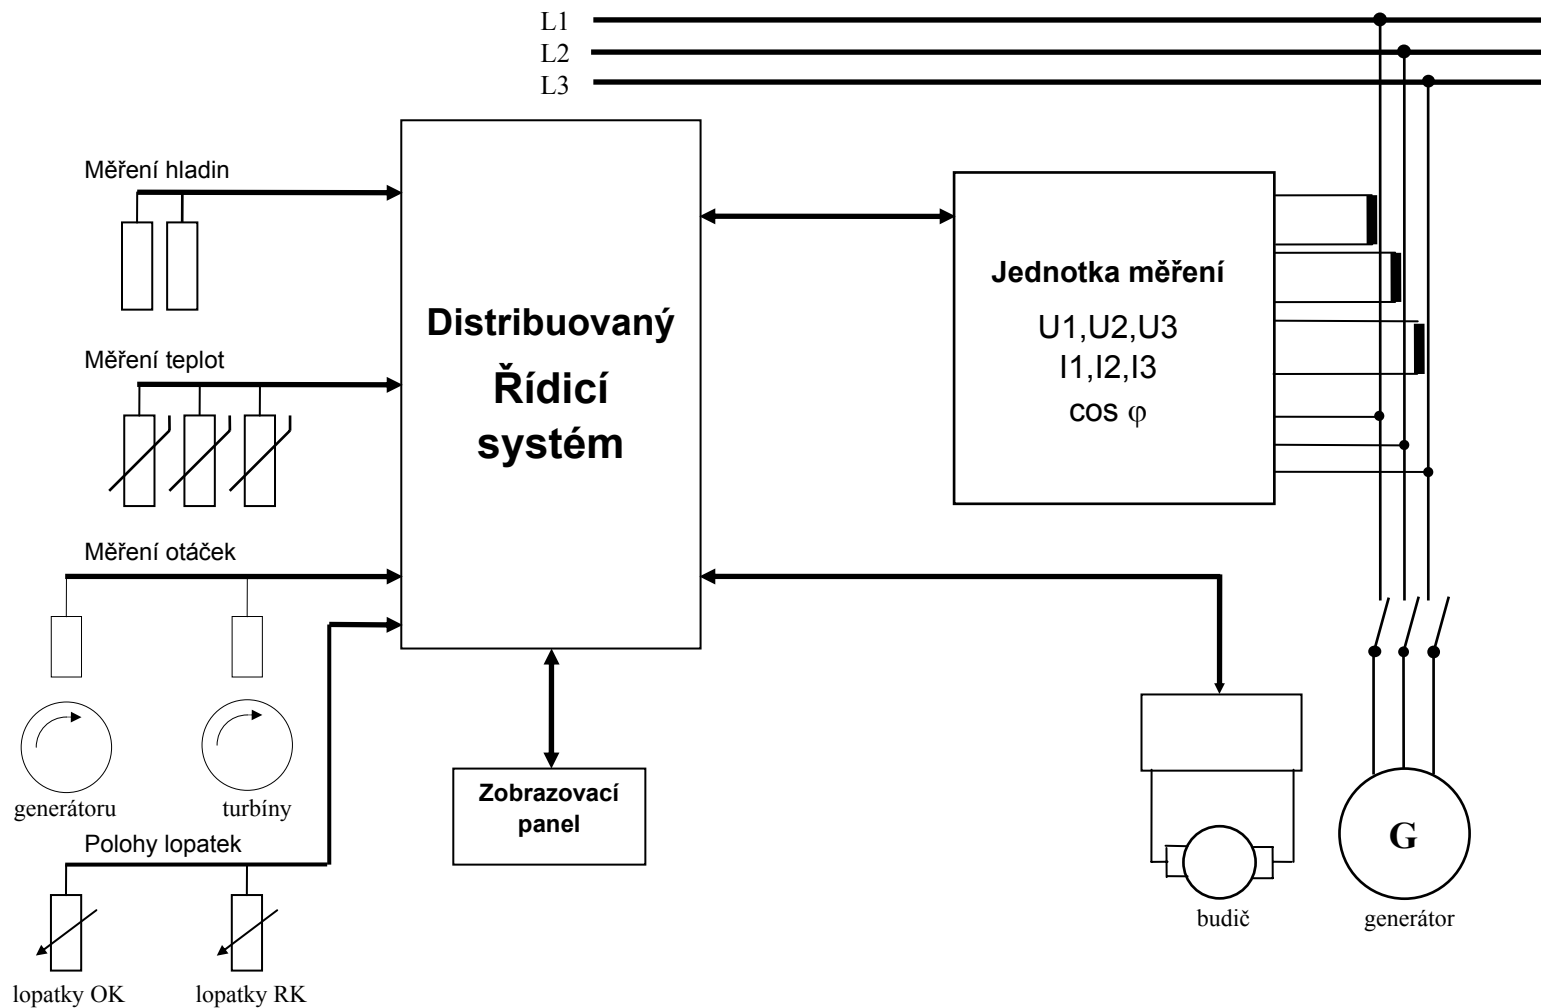 L1
L2
L3
Měření hladin
Měření teplot
Měření otáček
generátoru
turbíny
Polohy lopatek
lopatky OK
lopatky RK
Distribuovaný
Řídicí
systém
Zobrazovací
panel
Jednotka měření
U1,U2,U3
I1,I2,I3
cos φ
budič
G
generátor